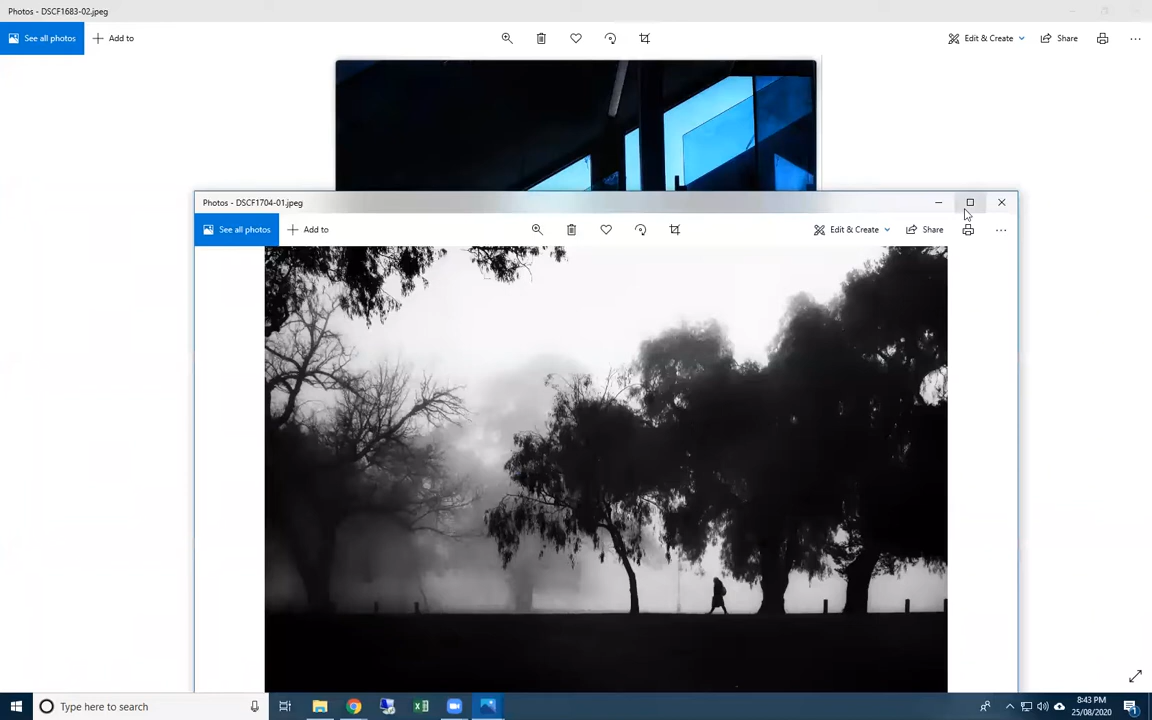 Photos - DSCF1683-02.jpeg
See all photos
Add to
Edit & Create
Share
Photos - DSCF1704-01.jpeg
See all photos
Add to
Edit & Create
Share
Type here to search
8:43 PM
25/08/2020